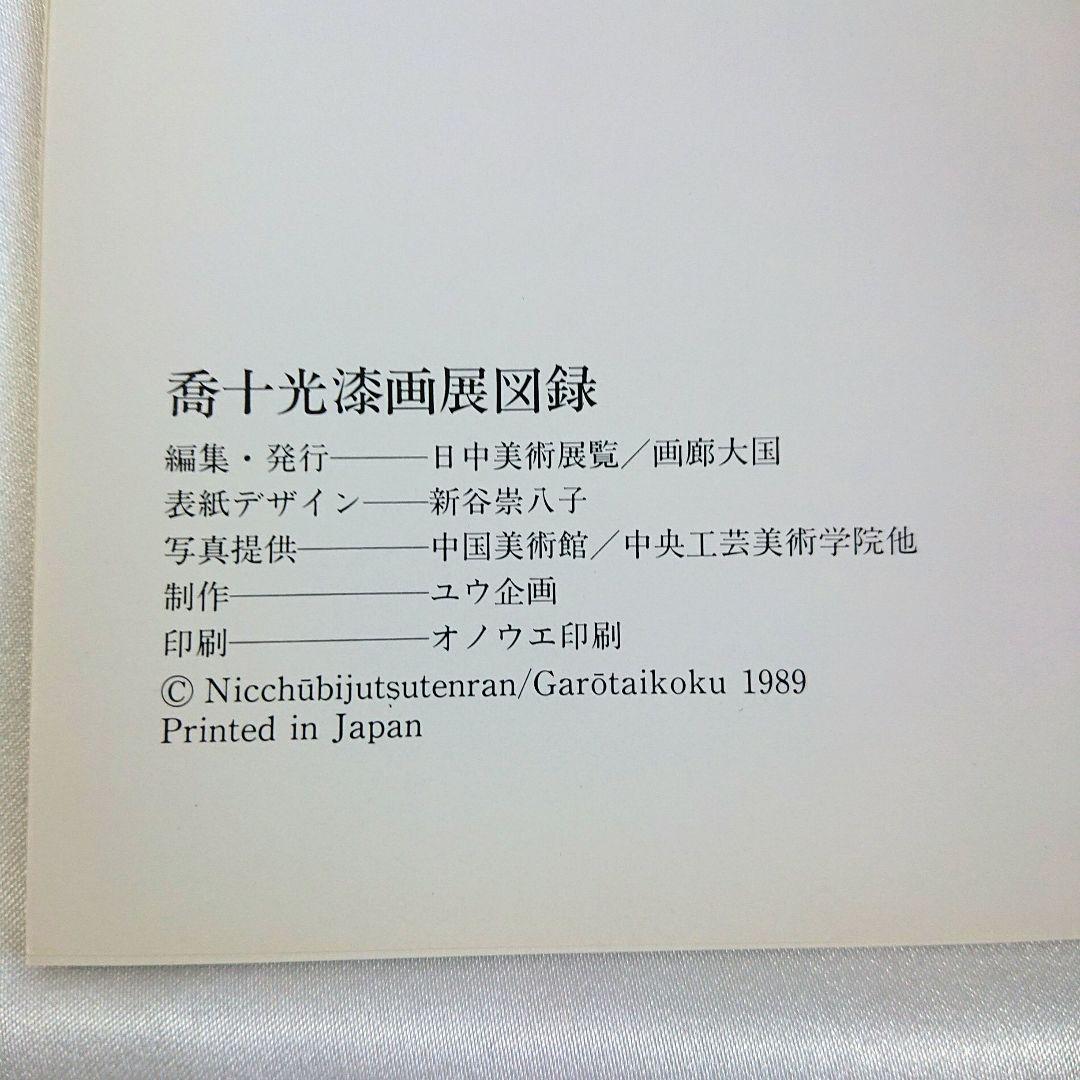 喬十光漆画展図録
編集・発行───日中美術展覧／画廊大国
表紙デザイン──新谷崇八子
写真提供────中国美術館／中央工芸美術学院他
制作──────ユウ企画
印刷──────オノウエ印刷
© Nicchūbijutsutenran/Garōtaikoku 1989
Printed in Japan